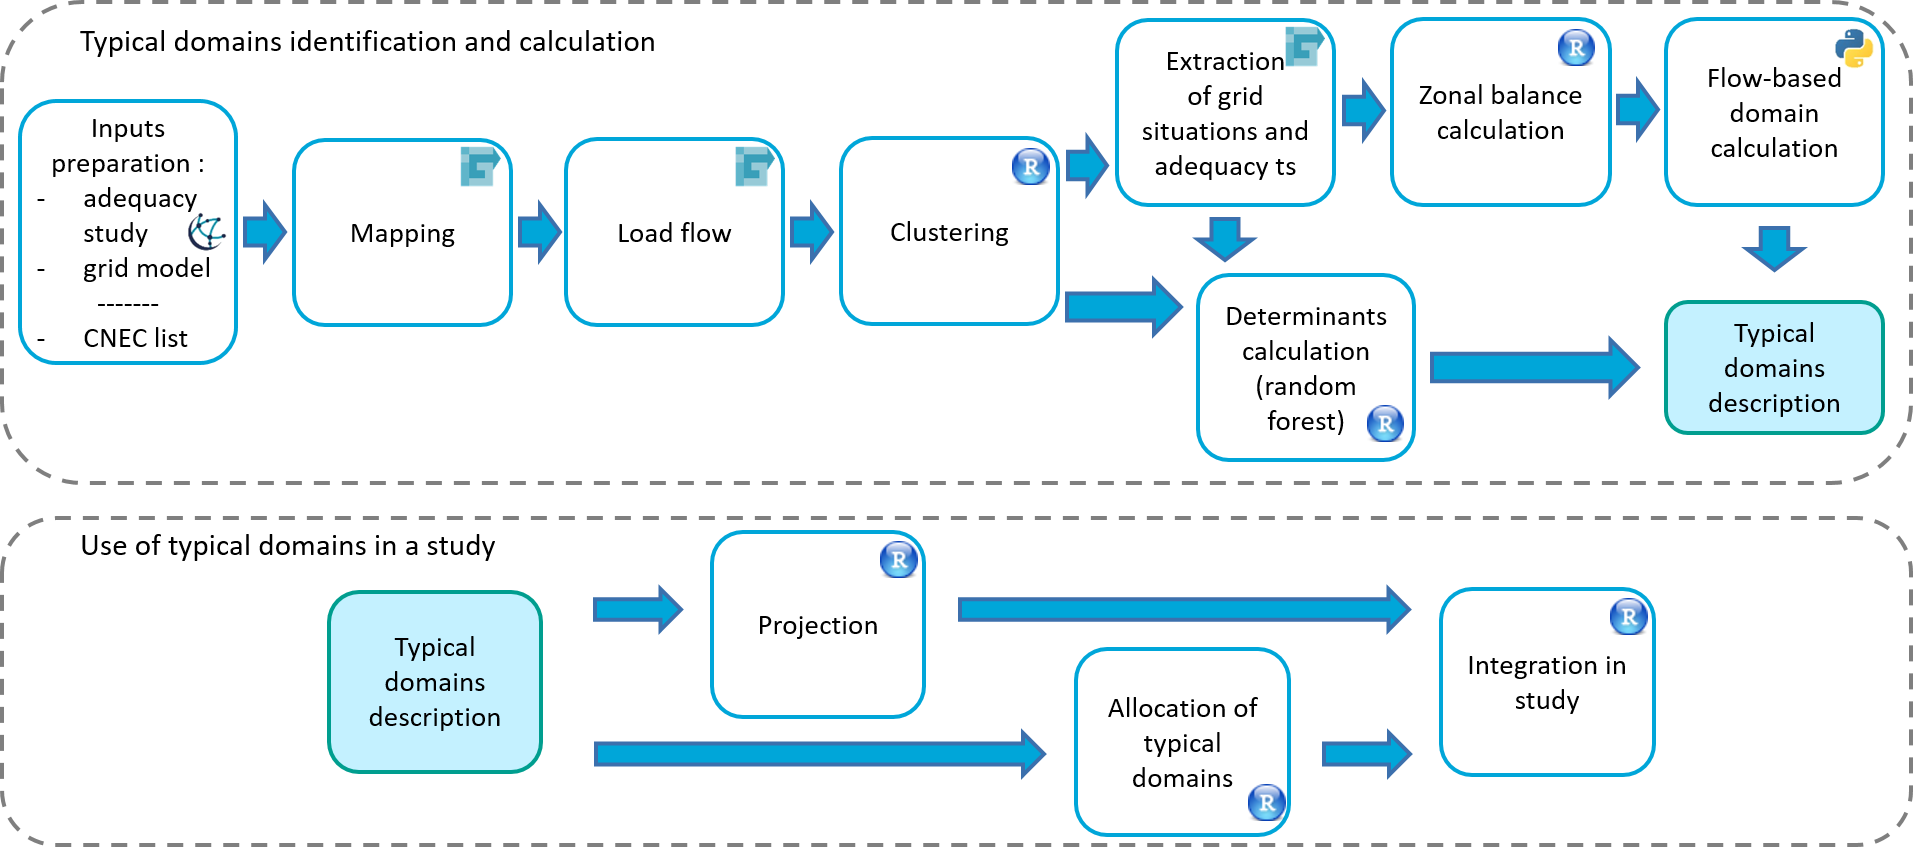 Typical domains identification and calculation
Inputs
preparation :
- adequacy
study
- grid model
-------
- CNEC list
Mapping
Load flow
Clustering
R
Extraction
of grid
situations and
adequacy ts
Zonal balance
calculation
R
Flow-based
domain
calculation
Determinants
calculation
(random
forest)
R
Typical
domains
description
Use of typical domains in a study
Typical
domains
description
Projection
R
Allocation of
typical
domains
R
Integration in
study
R